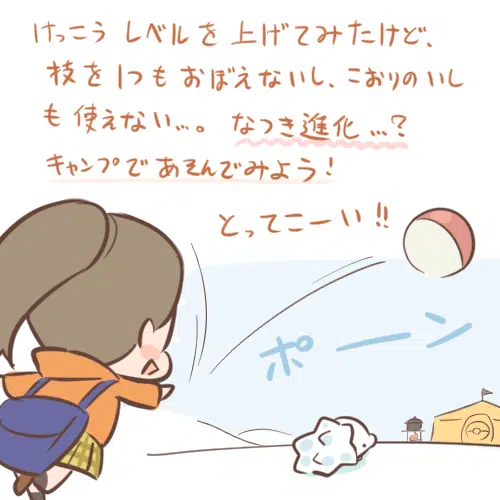 けっこう レベルを 上げてみたけど、
技を1つも おぼえないし、こおりのいし
も 使えない…。 なつき進化…?
キャンプで あそんでみよう!
とってこーい!!
ポーン